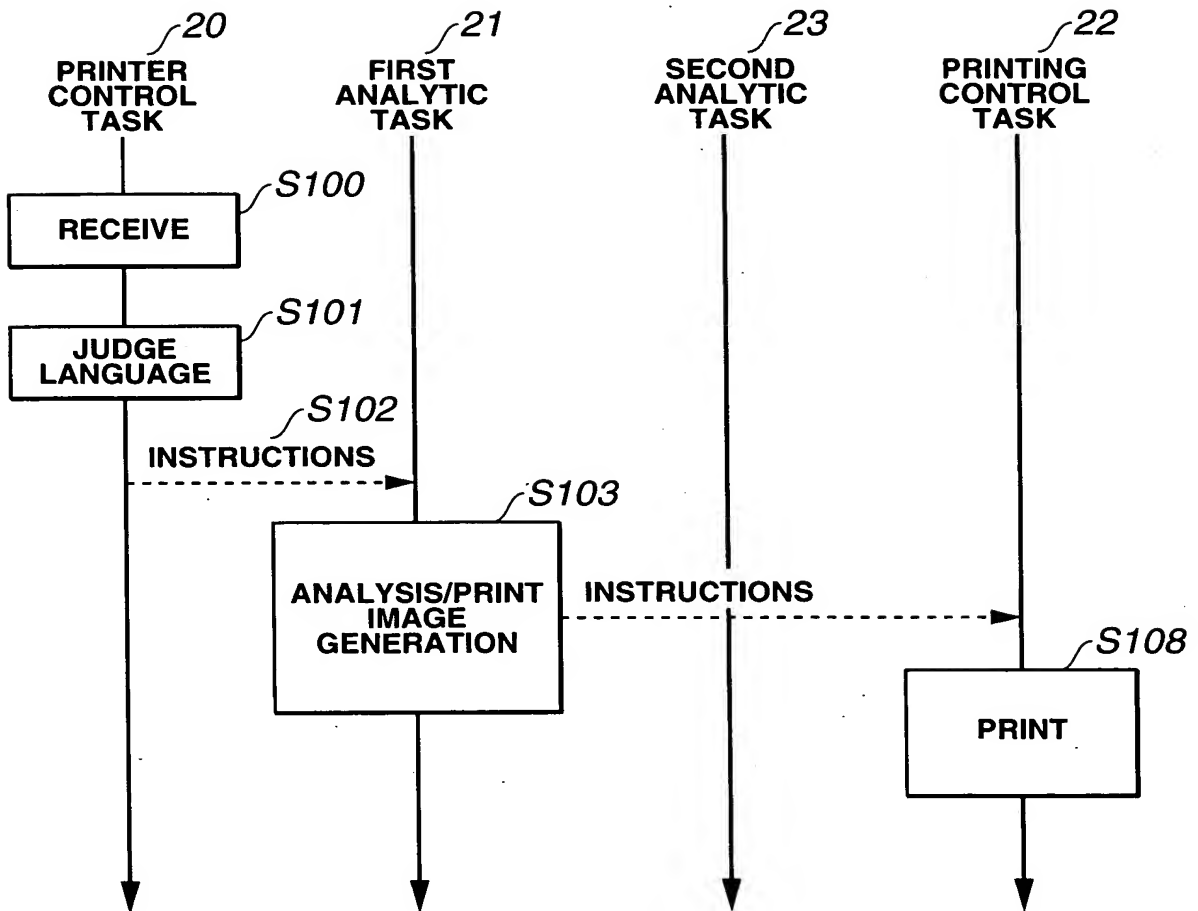 20
PRINTER
CONTROL
TASK
21
FIRST
ANALYTIC
TASK
23
SECOND
ANALYTIC
TASK
22
PRINTING
CONTROL
TASK
S100
RECEIVE
S101
JUDGE
LANGUAGE
S102
INSTRUCTIONS
S103
ANALYSIS/PRINT
IMAGE
GENERATION
INSTRUCTIONS
S108
PRINT